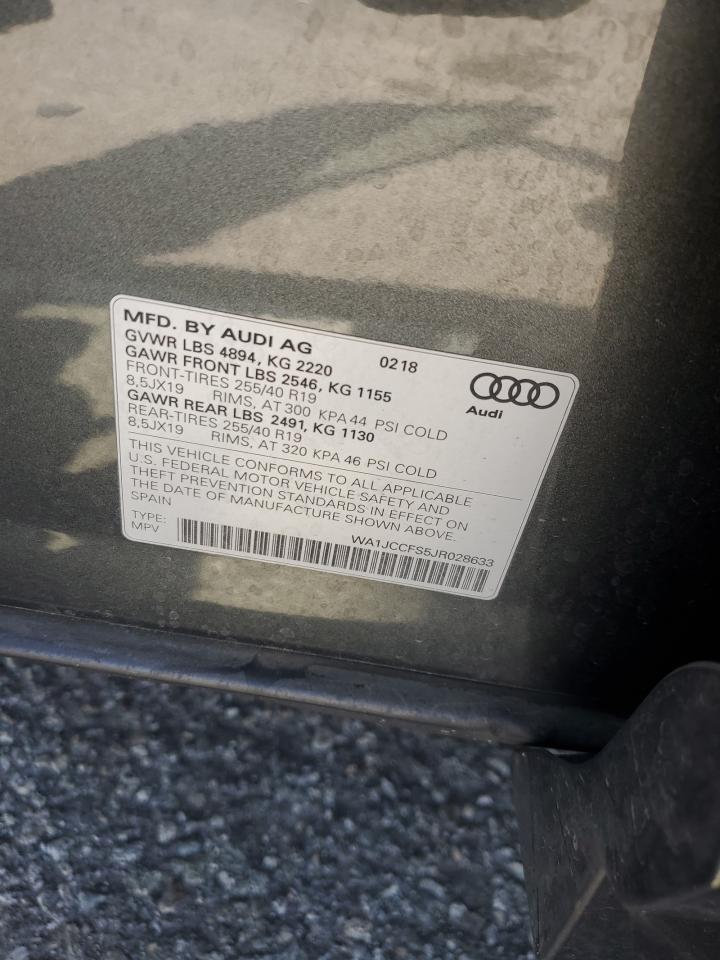 MFD. BY AUDI AG
0218
GVWR LBS 4894, KG 2220
GAWR FRONT LBS 2546, KG 1155
FRONT-TIRES 255/40 R19
8,5JX19 RIMS, AT 300 KPA 44 PSI COLD
GAWR REAR LBS 2491, KG 1130
REAR-TIRES 255/40 R19
8,5JX19 RIMS, AT 320 KPA 46 PSI COLD
Audi
THIS VEHICLE CONFORMS TO ALL APPLICABLE
U.S. FEDERAL MOTOR VEHICLE SAFETY AND
THEFT PREVENTION STANDARDS IN EFFECT ON
THE DATE OF MANUFACTURE SHOWN ABOVE.
SPAIN
TYPE:
MPV
WA1JCCFS5JR028633